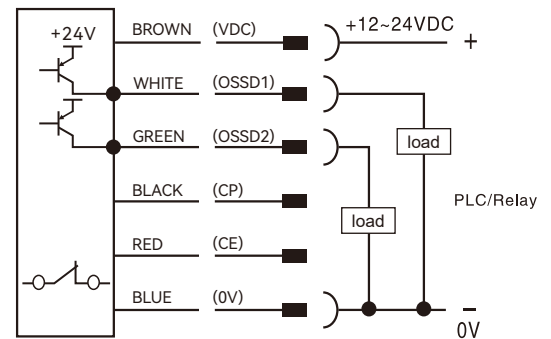 +24V
BROWN (VDC) +12~24VDC +
WHITE (OSSD1)
GREEN (OSSD2)
load
BLACK (CP)
PLC/Relay
load
RED (CE)
BLUE (0V) −
0V